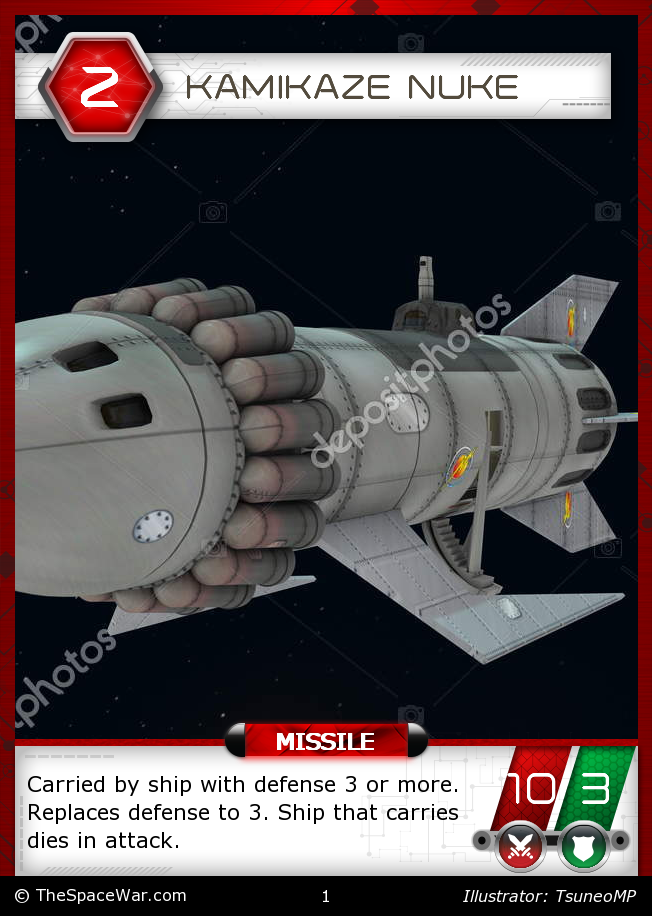 2
KAMIKAZE NUKE
depositphotos
MISSILE
Carried by ship with defense 3 or more.
Replaces defense to 3. Ship that carries
dies in attack.
10 3
© TheSpaceWar.com 1 Illustrator: TsuneoMP